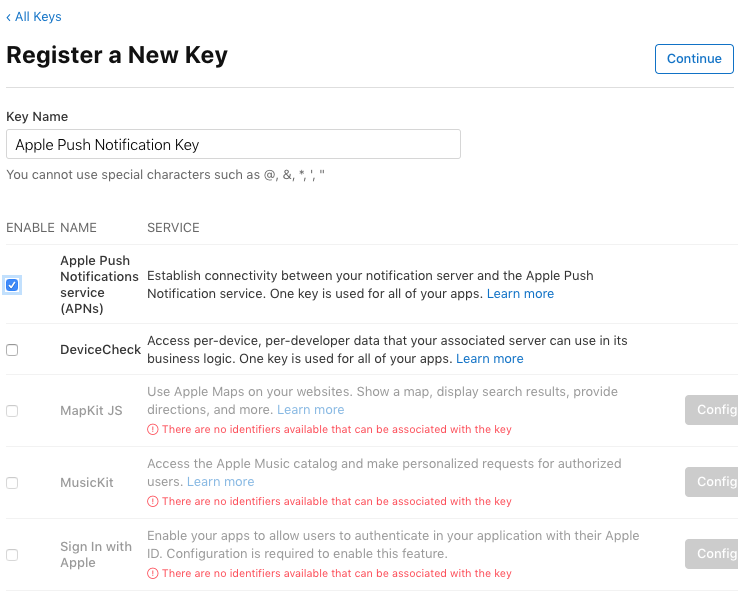 ‹ All Keys
Register a New Key
Continue
Key Name
Apple Push Notification Key
You cannot use special characters such as @, &, *, ', "
ENABLE NAME SERVICE
Apple Push
Notifications
service
(APNs)
Establish connectivity between your notification server and the Apple Push
Notification service. One key is used for all of your apps. Learn more
DeviceCheck
Access per-device, per-developer data that your associated server can use in its
business logic. One key is used for all of your apps. Learn more
MapKit JS
Use Apple Maps on your websites. Show a map, display search results, provide
directions, and more. Learn more
There are no identifiers available that can be associated with the key
Config
MusicKit
Access the Apple Music catalog and make personalized requests for authorized
users. Learn more
There are no identifiers available that can be associated with the key
Config
Sign In with
Apple
Enable your apps to allow users to authenticate in your application with their Apple
ID. Configuration is required to enable this feature.
There are no identifiers available that can be associated with the key
Config